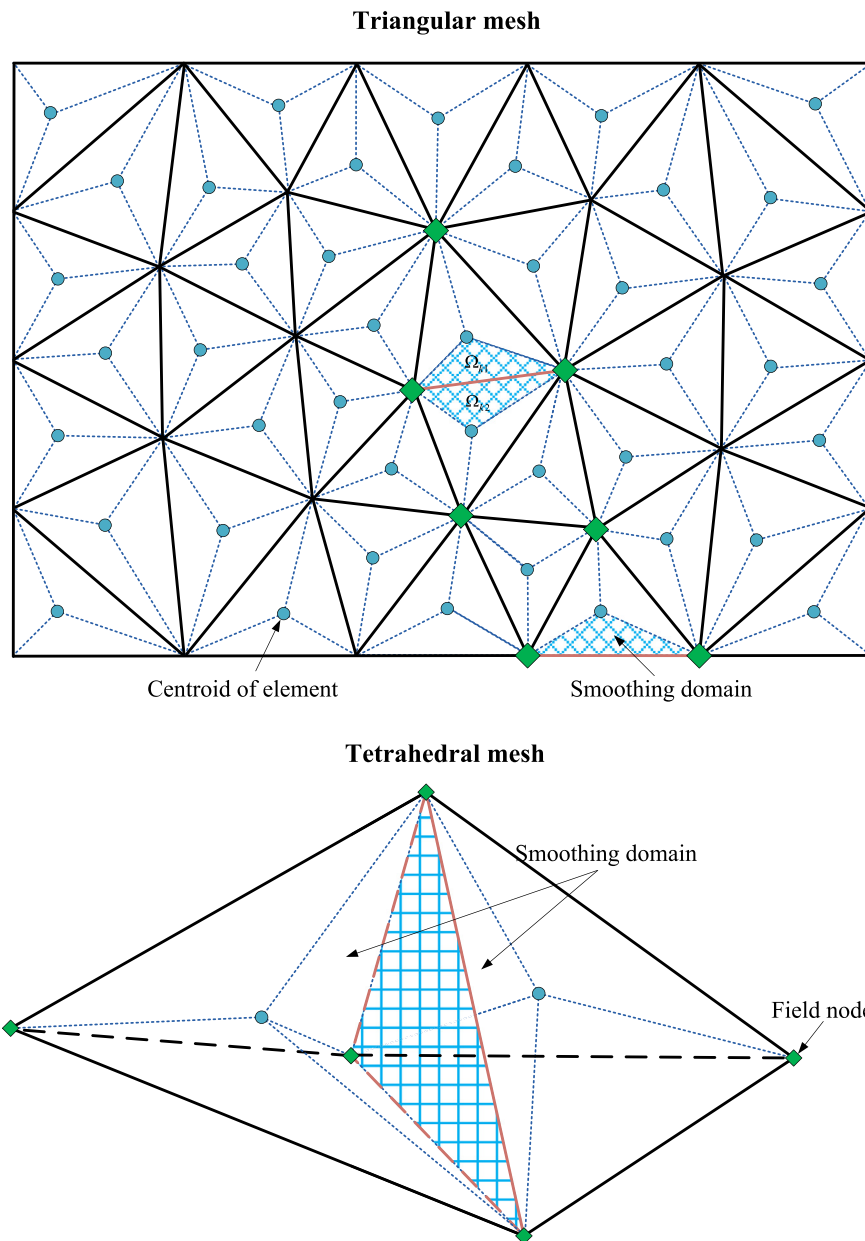 Triangular mesh
Ωₖ₁
Ωₖ₂
Centroid of element
Smoothing domain
Tetrahedral mesh
Smoothing domain
Field node